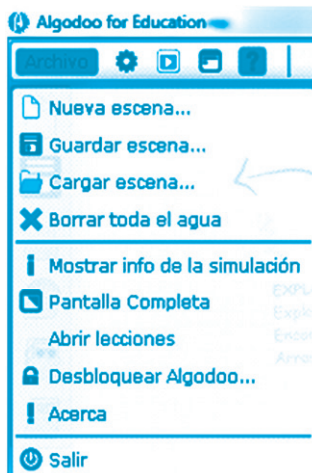 Algodoo for Education
Archivo
Nueva escena...
Guardar escena...
Cargar escena...
Borrar toda el agua
Mostrar info de la simulación
Pantalla Completa
Abrir lecciones
Desbloquear Algodoo...
Acerca
Salir